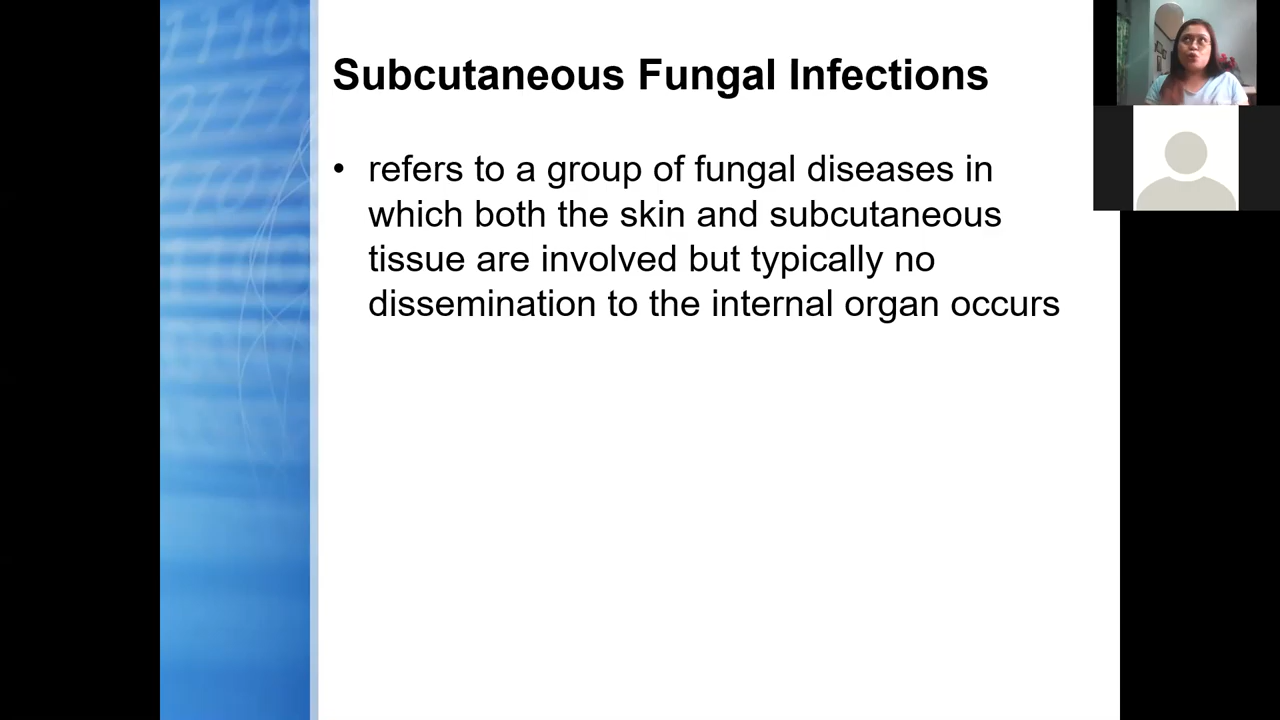 Subcutaneous Fungal Infections
• refers to a group of fungal diseases in
which both the skin and subcutaneous
tissue are involved but typically no
dissemination to the internal organ occurs